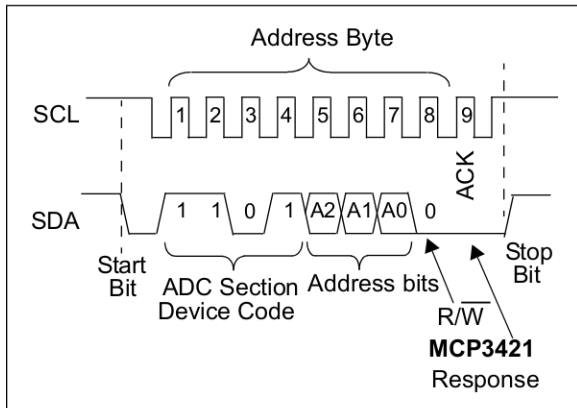 Address Byte
SCL 1 2 3 4 5 6 7 8 9
ACK
SDA 1 1 0 1 A2 A1 A0 0
Start
Bit
ADC Section
Device Code
Address bits
Stop
Bit
R/W̅
MCP3421
Response